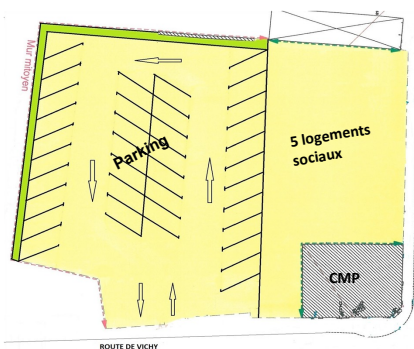 Mur mitoyen
Parking
5 logements
sociaux
CMP
ROUTE DE VICHY